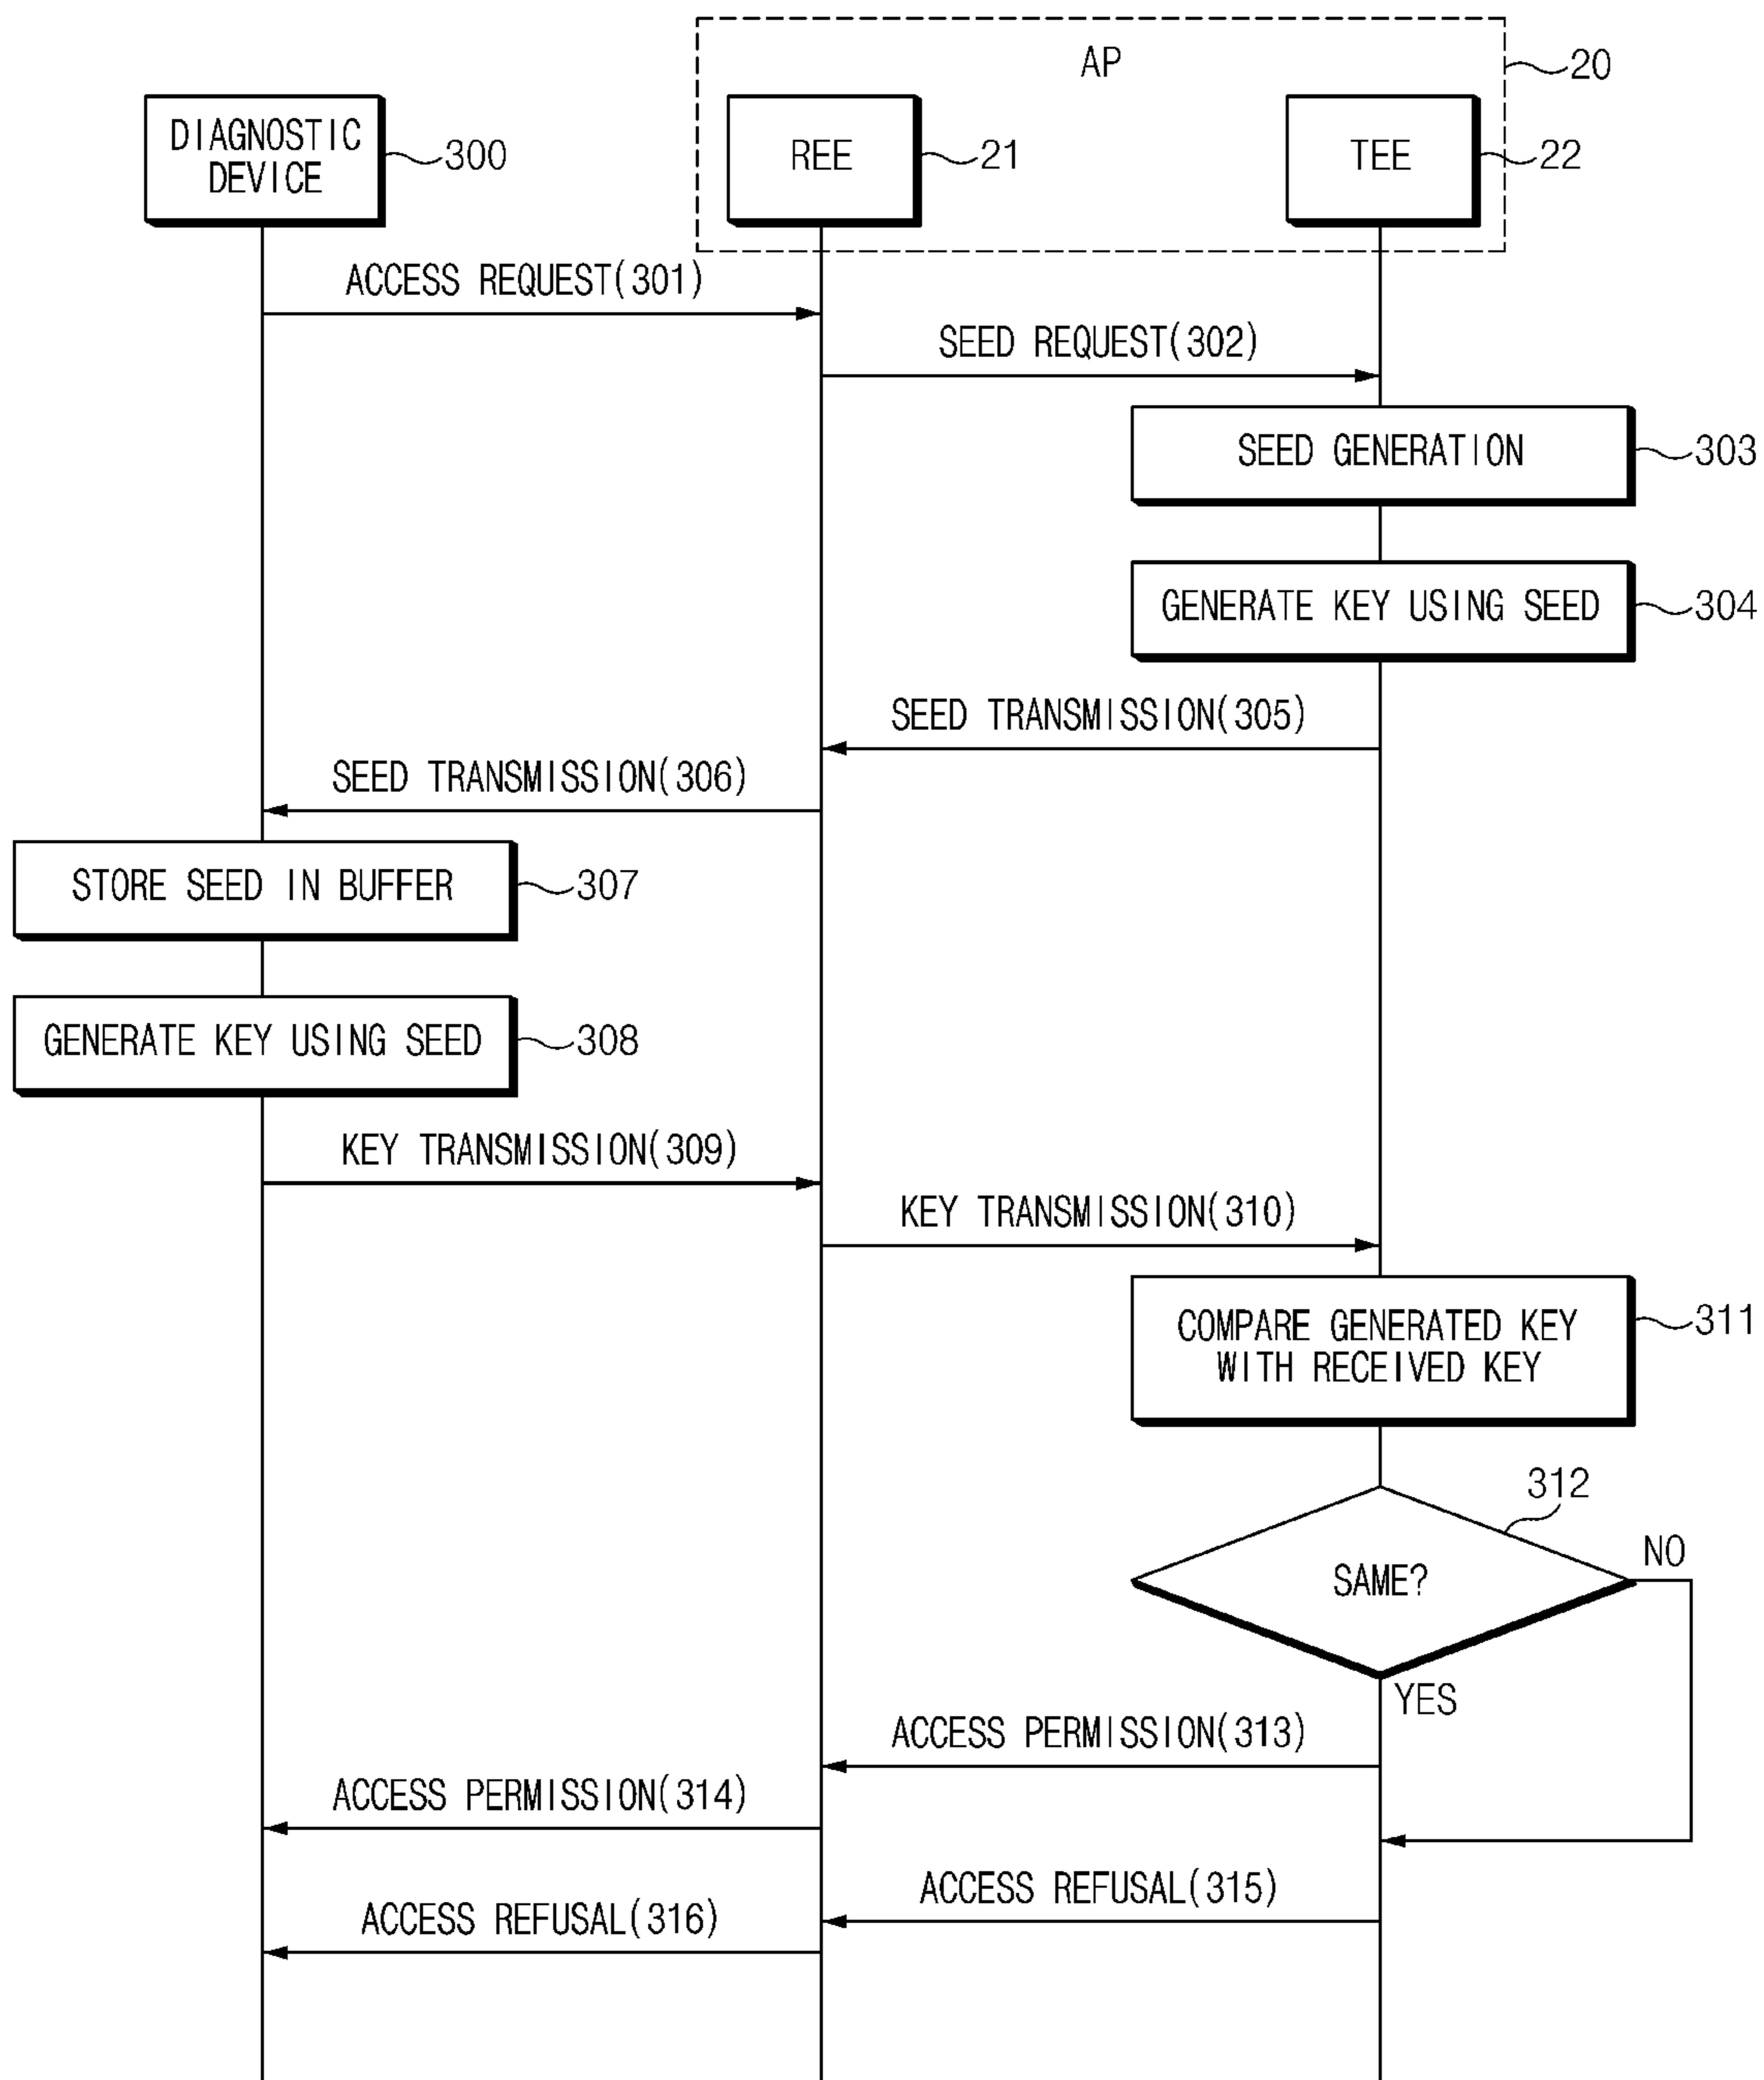 AP
20
DIAGNOSTIC
DEVICE
300
REE
21
TEE
22
ACCESS REQUEST(301)
SEED REQUEST(302)
SEED GENERATION
303
GENERATE KEY USING SEED
304
SEED TRANSMISSION(305)
SEED TRANSMISSION(306)
STORE SEED IN BUFFER
307
GENERATE KEY USING SEED
308
KEY TRANSMISSION(309)
KEY TRANSMISSION(310)
COMPARE GENERATED KEY
WITH RECEIVED KEY
311
312
SAME?
NO
YES
ACCESS PERMISSION(313)
ACCESS PERMISSION(314)
ACCESS REFUSAL(315)
ACCESS REFUSAL(316)